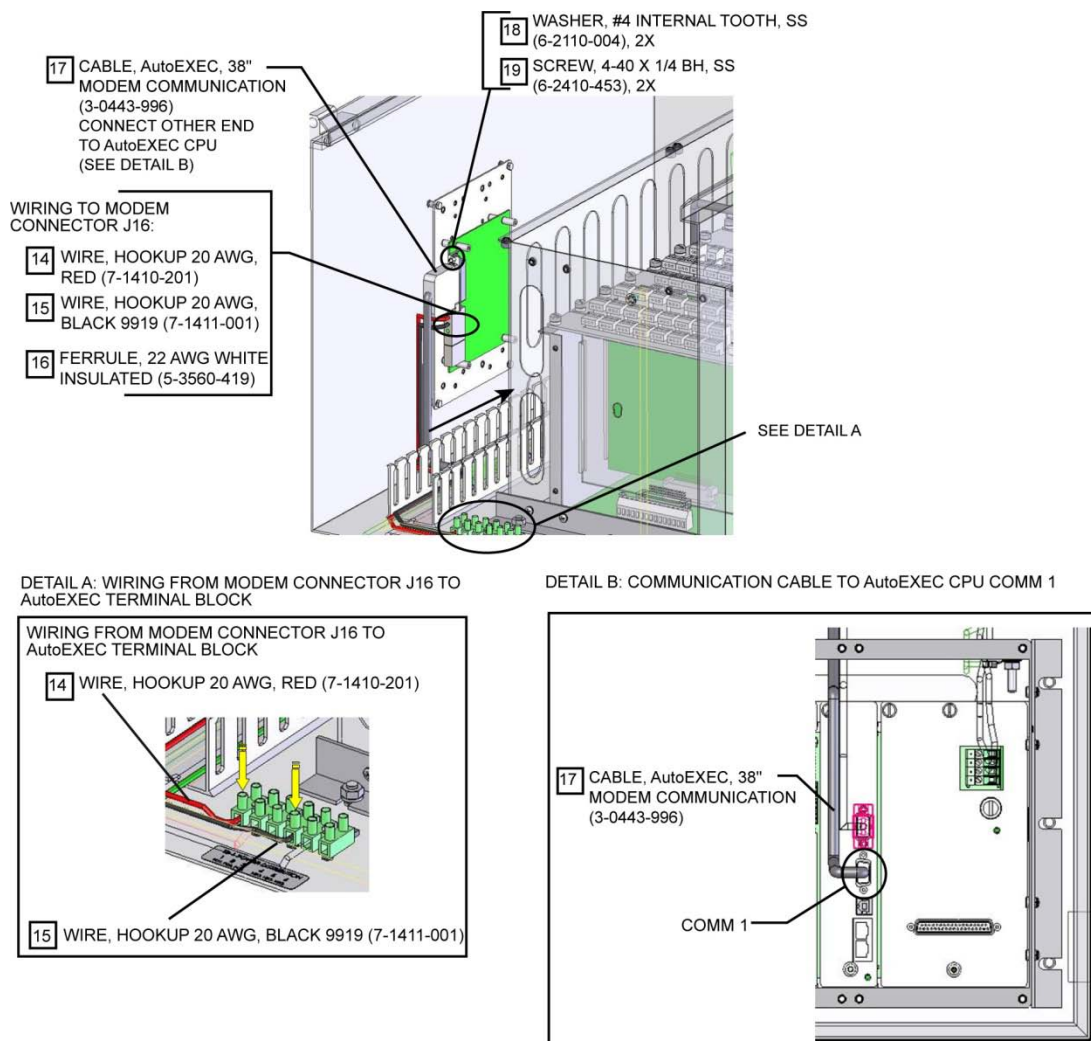 18 WASHER, #4 INTERNAL TOOTH, SS
(6-2110-004), 2X
19 SCREW, 4-40 X 1/4 BH, SS
(6-2410-453), 2X
17 CABLE, AutoEXEC, 38"
MODEM COMMUNICATION
(3-0443-996)
CONNECT OTHER END
TO AutoEXEC CPU
(SEE DETAIL B)
WIRING TO MODEM
CONNECTOR J16:
14 WIRE, HOOKUP 20 AWG,
RED (7-1410-201)
15 WIRE, HOOKUP 20 AWG,
BLACK 9919 (7-1411-001)
16 FERRULE, 22 AWG WHITE
INSULATED (5-3560-419)
SEE DETAIL A
DETAIL A: WIRING FROM MODEM CONNECTOR J16 TO
AutoEXEC TERMINAL BLOCK
WIRING FROM MODEM CONNECTOR J16 TO
AutoEXEC TERMINAL BLOCK
14 WIRE, HOOKUP 20 AWG, RED (7-1410-201)
15 WIRE, HOOKUP 20 AWG, BLACK 9919 (7-1411-001)
DETAIL B: COMMUNICATION CABLE TO AutoEXEC CPU COMM 1
17 CABLE, AutoEXEC, 38"
MODEM COMMUNICATION
(3-0443-996)
COMM 1